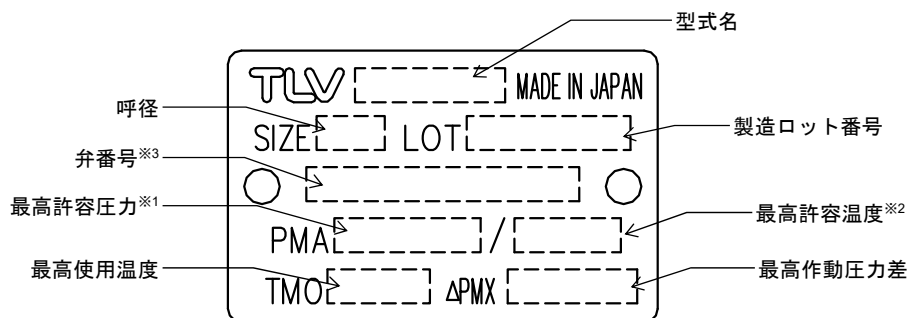 型式名
TLV MADE IN JAPAN
呼径
SIZE LOT
製造ロット番号
弁番号※3
最高許容圧力※1
PMA /
最高許容温度※2
最高使用温度
TMO ΔPMX
最高作動圧力差